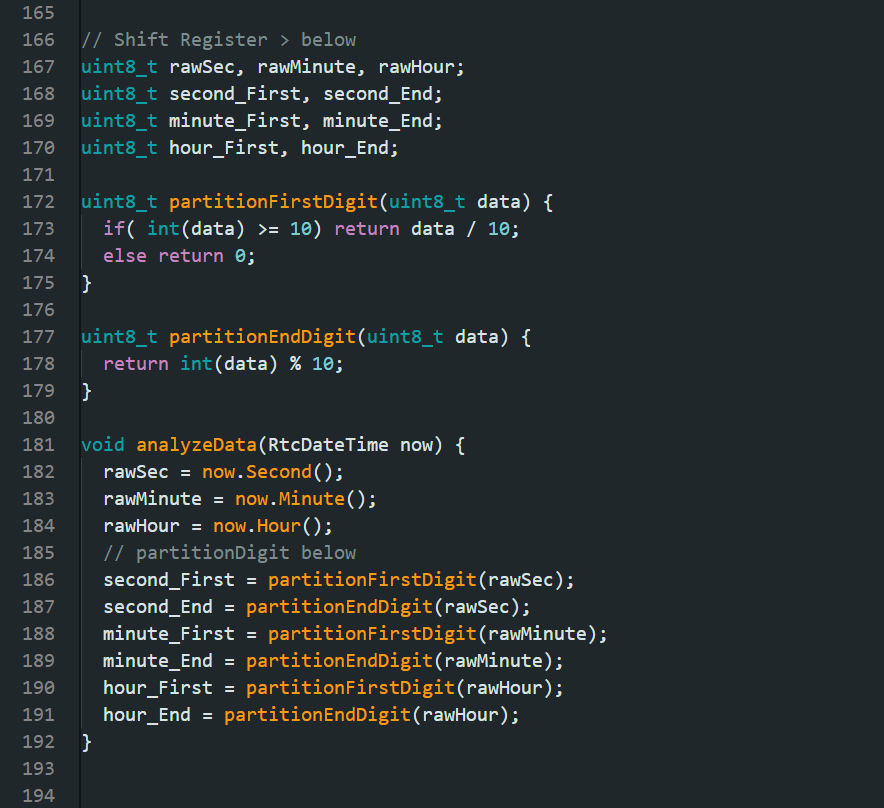 165
166 // Shift Register > below
167 uint8_t rawSec, rawMinute, rawHour;
168 uint8_t second_First, second_End;
169 uint8_t minute_First, minute_End;
170 uint8_t hour_First, hour_End;
171
172 uint8_t partitionFirstDigit(uint8_t data) {
173   if( int(data) >= 10) return data / 10;
174   else return 0;
175 }
176
177 uint8_t partitionEndDigit(uint8_t data) {
178   return int(data) % 10;
179 }
180
181 void analyzeData(RtcDateTime now) {
182   rawSec = now.Second();
183   rawMinute = now.Minute();
184   rawHour = now.Hour();
185   // partitionDigit below
186   second_First = partitionFirstDigit(rawSec);
187   second_End = partitionEndDigit(rawSec);
188   minute_First = partitionFirstDigit(rawMinute);
189   minute_End = partitionEndDigit(rawMinute);
190   hour_First = partitionFirstDigit(rawHour);
191   hour_End = partitionEndDigit(rawHour);
192 }
193
194